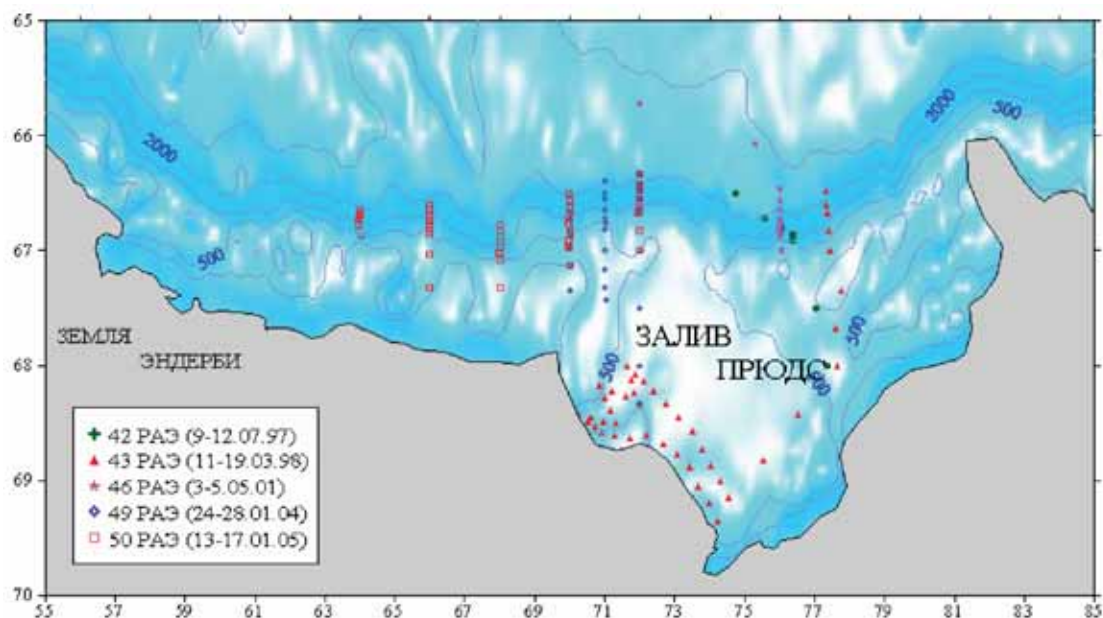 65
66
67
68
69
70
55 57 59 61 63 65 67 69 71 73 75 77 79 81 83 85
2000
500
2000
500
500
500
500
ЗЕМЛЯ
ЭНДЕРБИ
ЗАЛИВ
ПРЮДС
42 РАЭ (9-12.07.97)
43 РАЭ (11-19.03.98)
46 РАЭ (3-5.05.01)
49 РАЭ (24-28.01.04)
50 РАЭ (13-17.01.05)